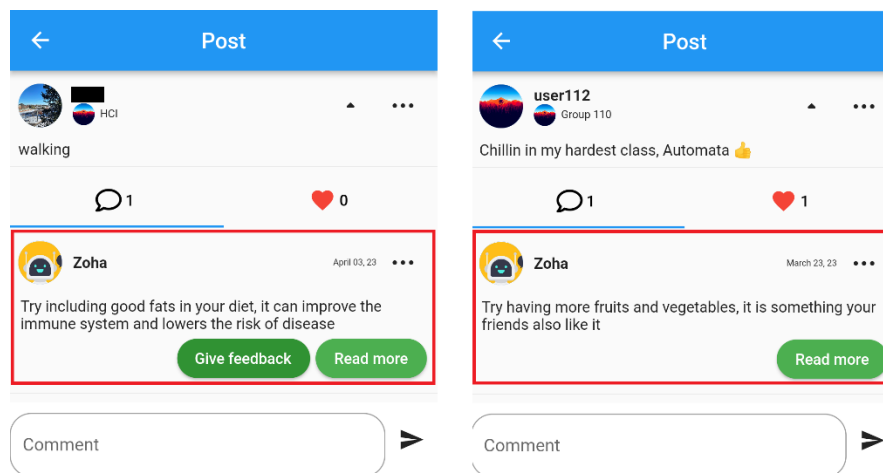 Post
HCI
walking
1
0
Zoha
April 03, 23
Try including good fats in your diet, it can improve the
immune system and lowers the risk of disease
Give feedback
Read more
Comment
Post
user112
Group 110
Chillin in my hardest class, Automata 👍
1
1
Zoha
March 23, 23
Try having more fruits and vegetables, it is something your
friends also like it
Read more
Comment